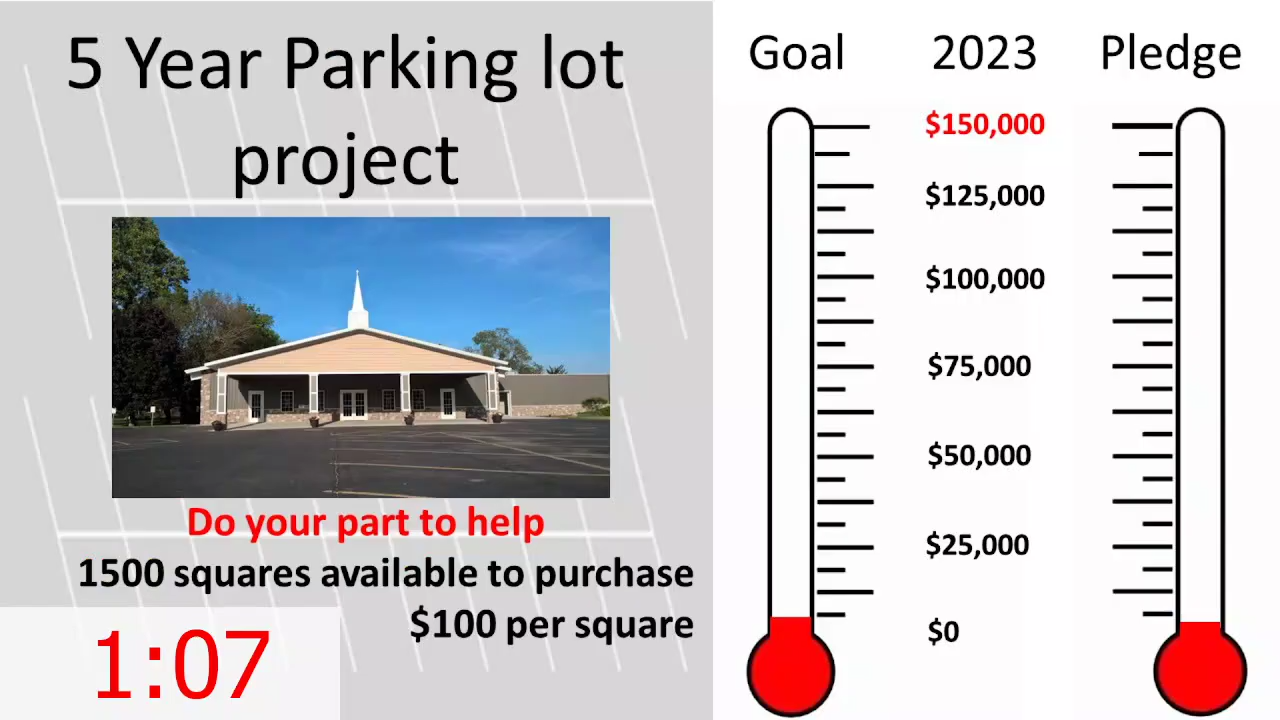 5 Year Parking lot
project
Do your part to help
1500 squares available to purchase
$100 per square
1:07
Goal 2023 Pledge
$150,000
$125,000
$100,000
$75,000
$50,000
$25,000
$0